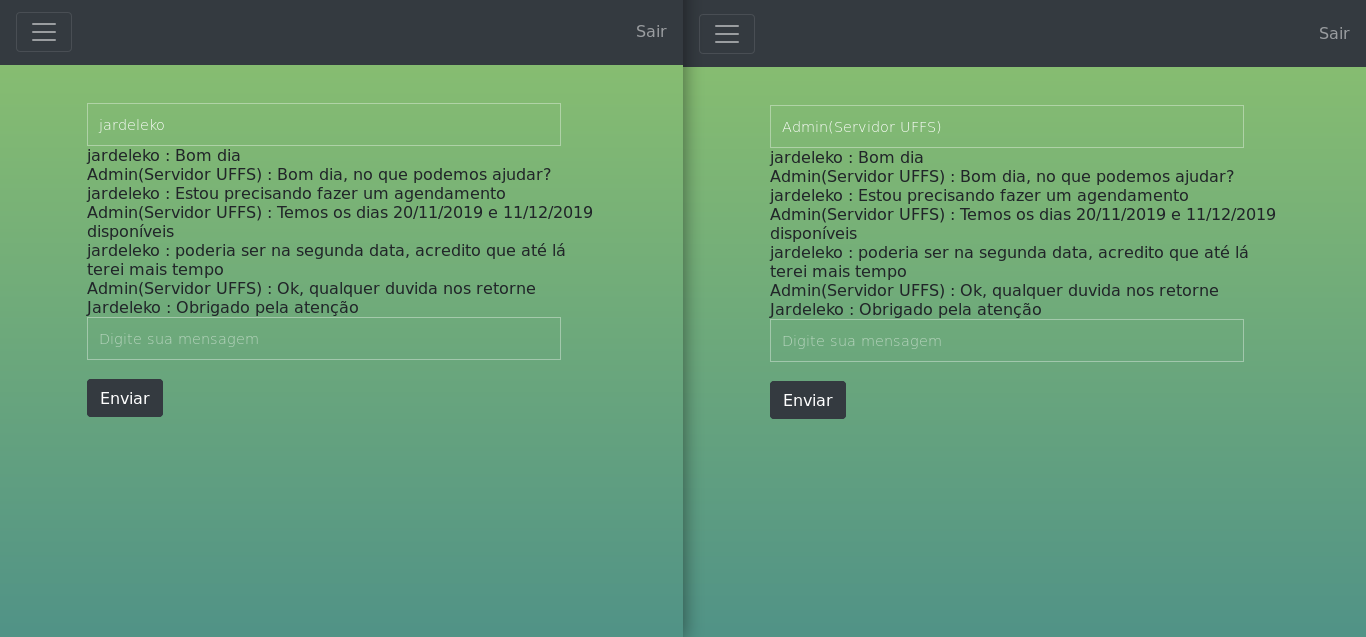 Sair
jardeleko
jardeleko : Bom dia
Admin(Servidor UFFS) : Bom dia, no que podemos ajudar?
jardeleko : Estou precisando fazer um agendamento
Admin(Servidor UFFS) : Temos os dias 20/11/2019 e 11/12/2019
disponíveis
jardeleko : poderia ser na segunda data, acredito que até lá
terei mais tempo
Admin(Servidor UFFS) : Ok, qualquer duvida nos retorne
Jardeleko : Obrigado pela atenção
Digite sua mensagem
Enviar
Sair
Admin(Servidor UFFS)
jardeleko : Bom dia
Admin(Servidor UFFS) : Bom dia, no que podemos ajudar?
jardeleko : Estou precisando fazer um agendamento
Admin(Servidor UFFS) : Temos os dias 20/11/2019 e 11/12/2019
disponíveis
jardeleko : poderia ser na segunda data, acredito que até lá
terei mais tempo
Admin(Servidor UFFS) : Ok, qualquer duvida nos retorne
Jardeleko : Obrigado pela atenção
Digite sua mensagem
Enviar